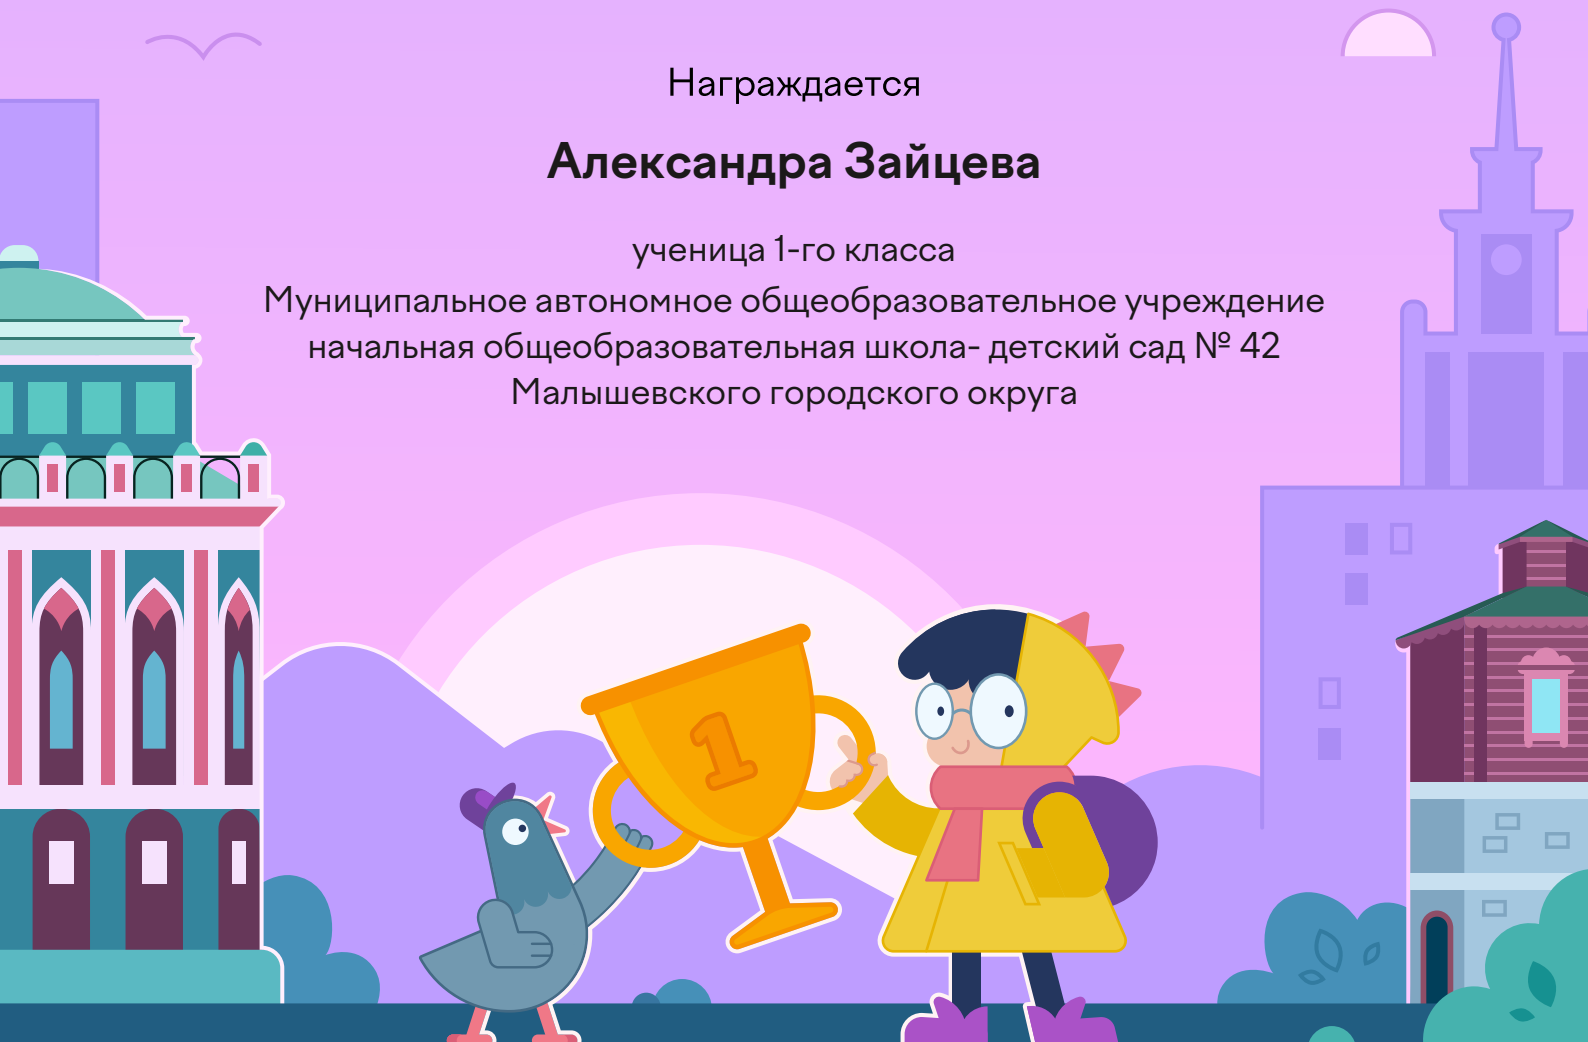 Награждается
Александра Зайцева
ученица 1-го класса
Муниципальное автономное общеобразовательное учреждение
начальная общеобразовательная школа- детский сад № 42
Малышевского городского округа
1